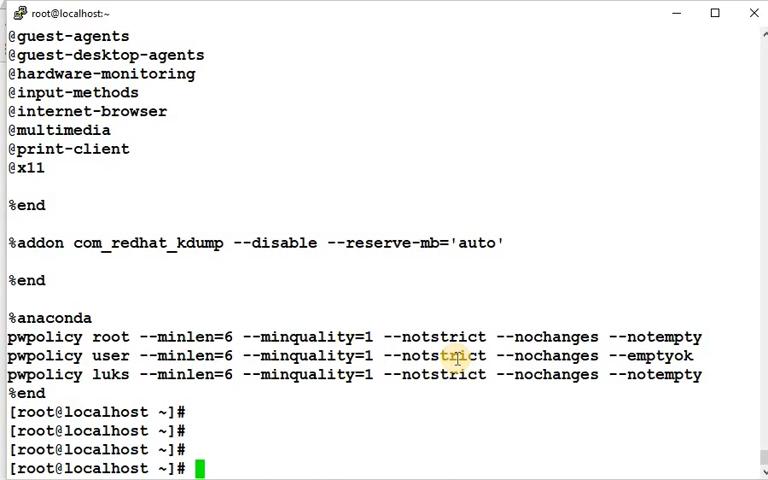 root@localhost:~
@guest-agents
@guest-desktop-agents
@hardware-monitoring
@input-methods
@internet-browser
@multimedia
@print-client
@x11
%end
%addon com_redhat_kdump --disable --reserve-mb='auto'
%end
%anaconda
pwpolicy root --minlen=6 --minquality=1 --notstrict --nochanges --notempty
pwpolicy user --minlen=6 --minquality=1 --notstrict --nochanges --emptyok
pwpolicy luks --minlen=6 --minquality=1 --notstrict --nochanges --notempty
%end
[root@localhost ~]#
[root@localhost ~]#
[root@localhost ~]#
[root@localhost ~]#